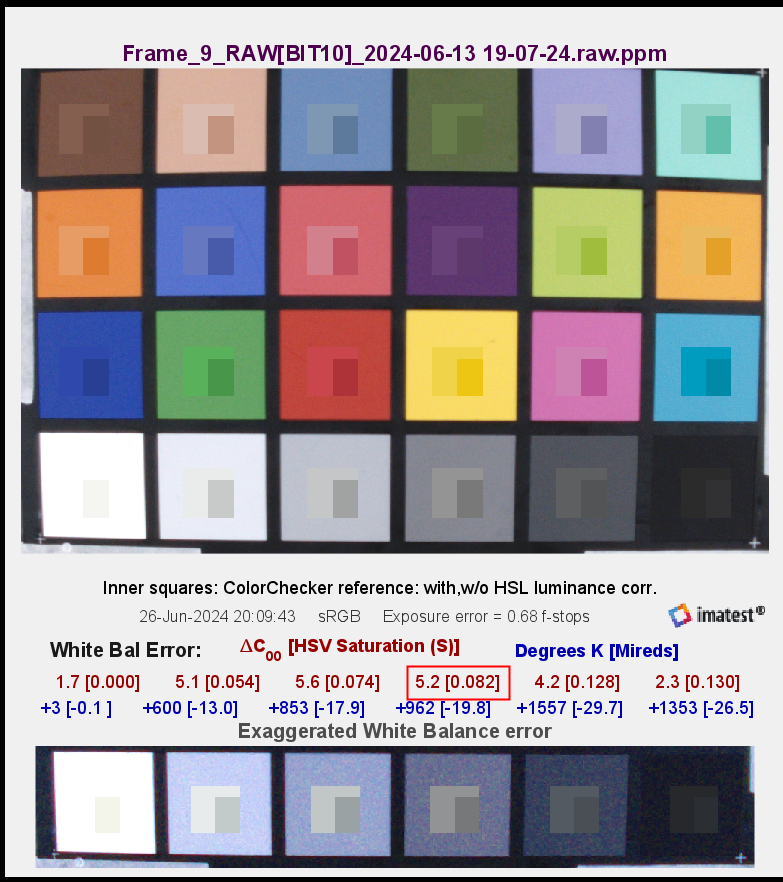 Frame_9_RAW[BIT10]_2024-06-13 19-07-24.raw.ppm
Inner squares: ColorChecker reference: with,w/o HSL luminance corr.
26-Jun-2024 20:09:43 sRGB Exposure error = 0.68 f-stops imatest®
White Bal Error: ΔC00 [HSV Saturation (S)] Degrees K [Mireds]
1.7 [0.000] 5.1 [0.054] 5.6 [0.074] 5.2 [0.082] 4.2 [0.128] 2.3 [0.130]
+3 [-0.1 ] +600 [-13.0] +853 [-17.9] +962 [-19.8] +1557 [-29.7] +1353 [-26.5]
Exaggerated White Balance error